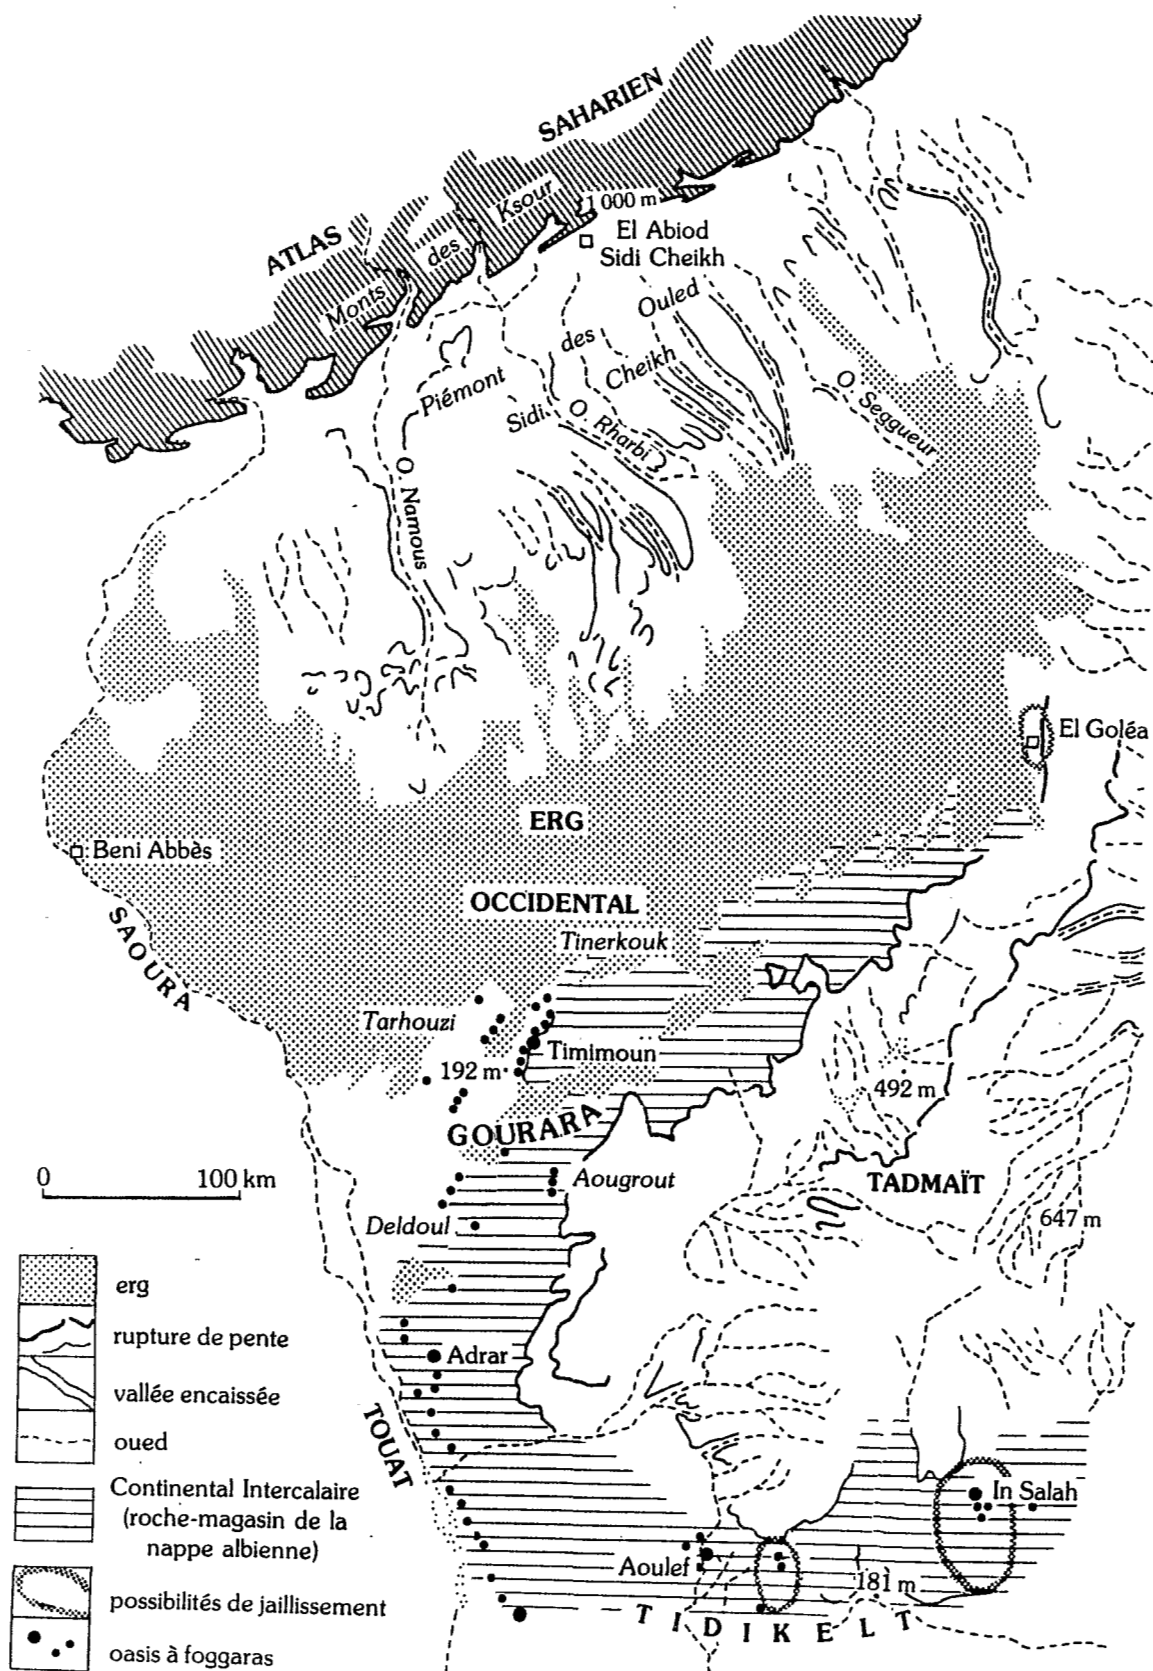 ATLAS
SAHARIEN
Monts
des
Ksour
1 000 m
El Abiod
Sidi Cheikh
Piémont
des
Ouled
Sidi
Cheikh
O. Rharbi
O. Seggueur
O. Namous
El Goléa
ERG
OCCIDENTAL
Beni Abbès
SAOURA
Tinerkouk
Tarhouzi
Timimoun
192 m
492 m
GOURARA
0 100 km
Aougrout
TADMAÏT
647 m
Deldoul
Adrar
TOUAT
In Salah
Aoulef
181 m
TIDIKELT
erg
rupture de pente
vallée encaissée
oued
Continental Intercalaire
(roche-magasin de la
nappe albienne)
possibilités de jaillissement
oasis à foggaras